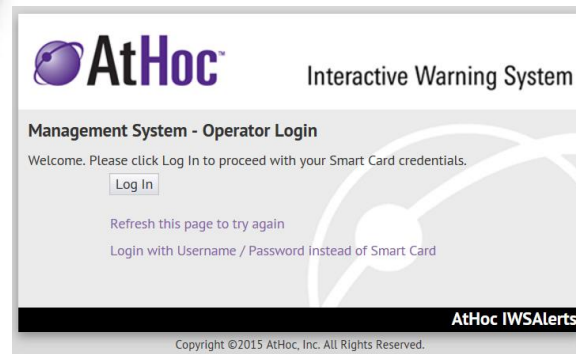 AtHoc™
Interactive Warning System
Management System - Operator Login
Welcome. Please click Log In to proceed with your Smart Card credentials.
Log In
Refresh this page to try again
Login with Username / Password instead of Smart Card
AtHoc IWSAlerts
Copyright ©2015 AtHoc, Inc. All Rights Reserved.